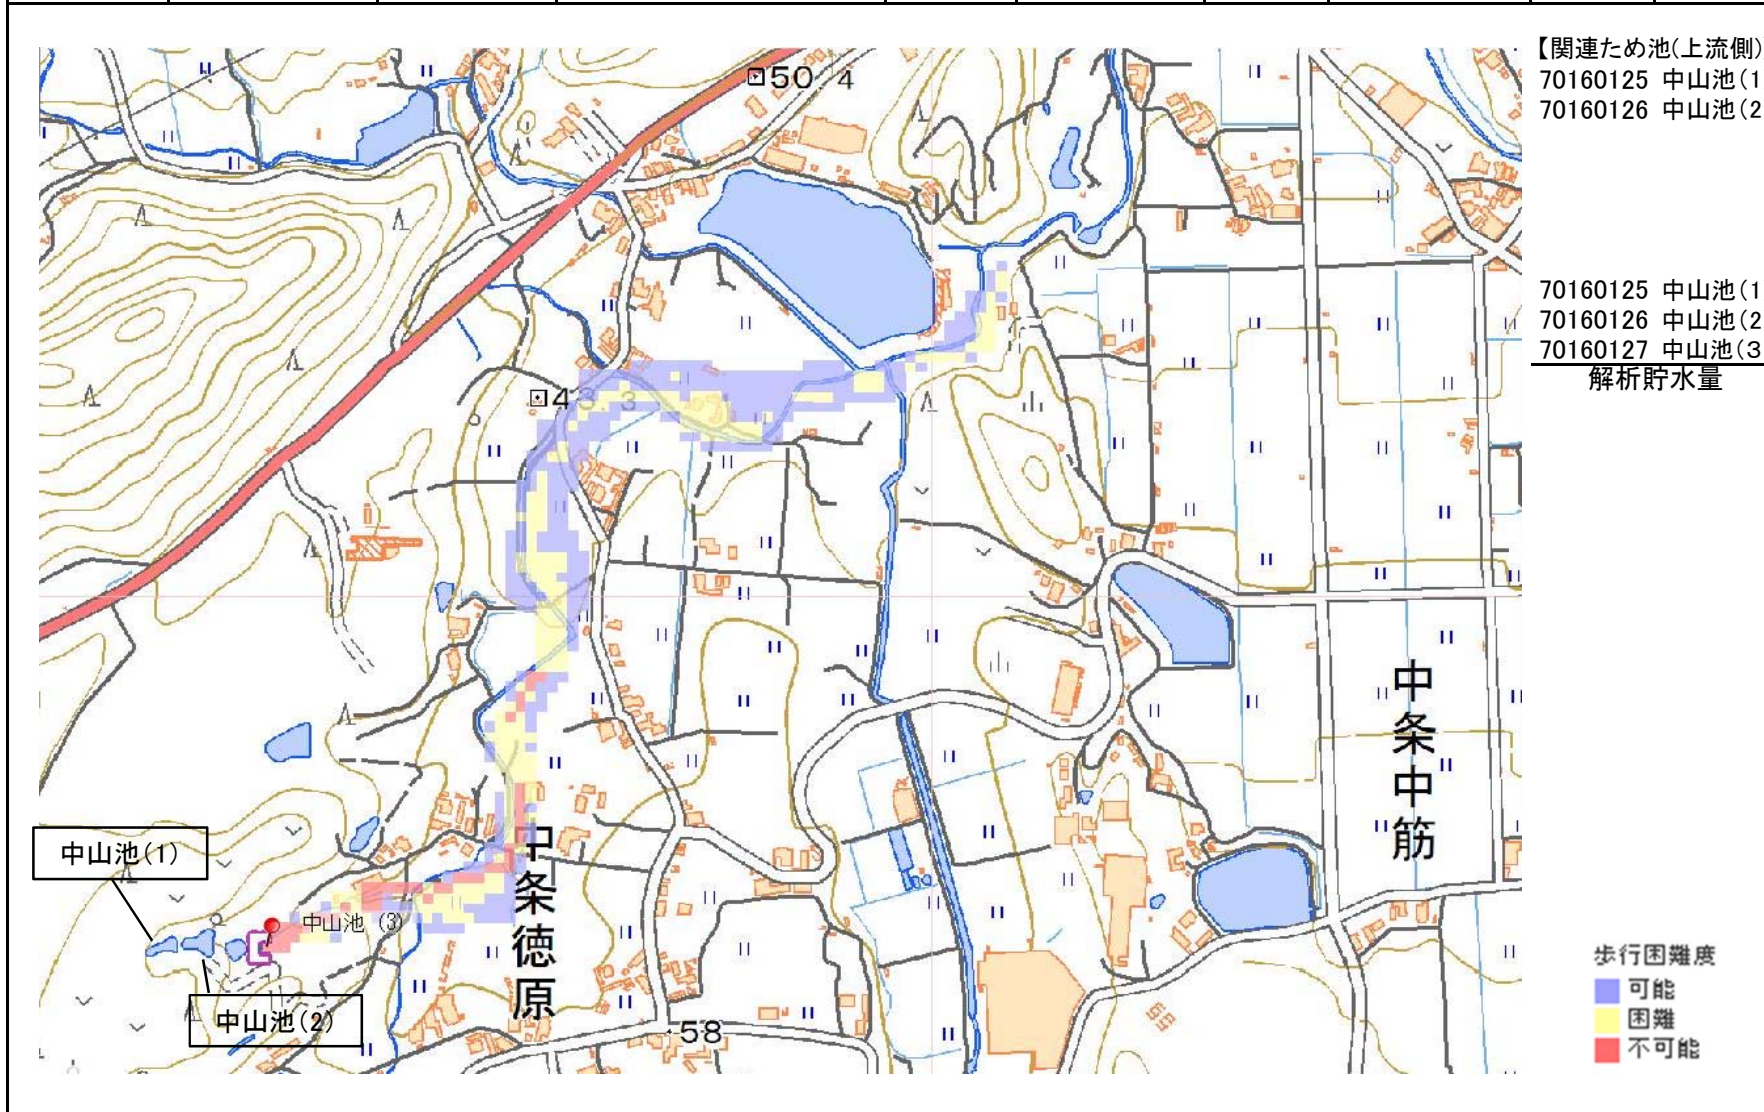 【関連ため池(上流側)
70160125 中山池(1
70160126 中山池(2
70160125 中山池(1
70160126 中山池(2
70160127 中山池(3
解析貯水量
50 4
43 3
中条中筋
中条徳原
中山池(1)
中山池(3)
中山池(2)
58
歩行困難度
可能
困難
不可能